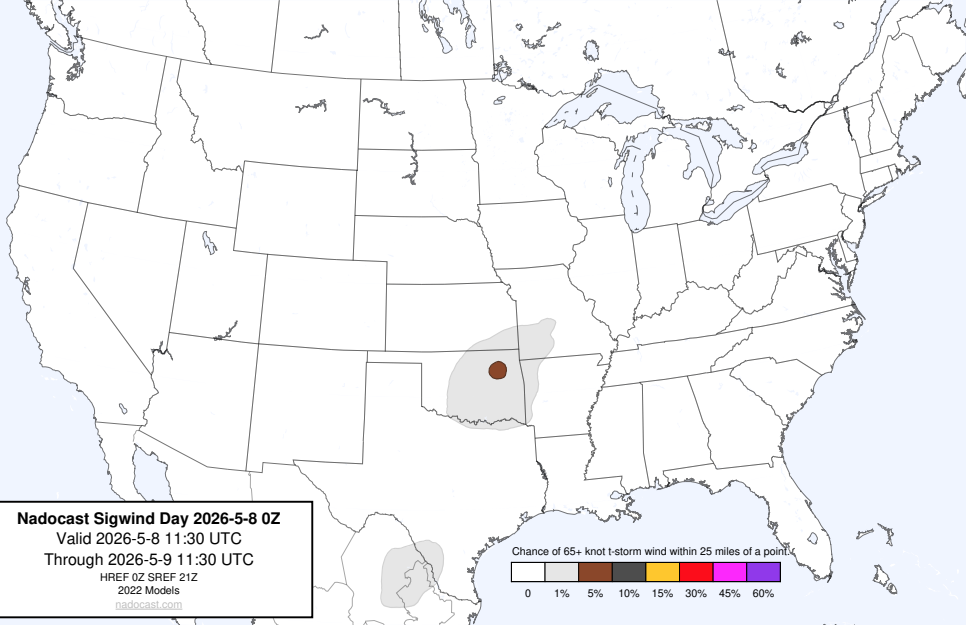 Nadocast Sigwind Day 2026-5-8 0Z
Valid 2026-5-8 11:30 UTC
Through 2026-5-9 11:30 UTC
HREF 0Z SREF 21Z
2022 Models
nadocast.com
Chance of 65+ knot t-storm wind within 25 miles of a point.
0 1% 5% 10% 15% 30% 45% 60%